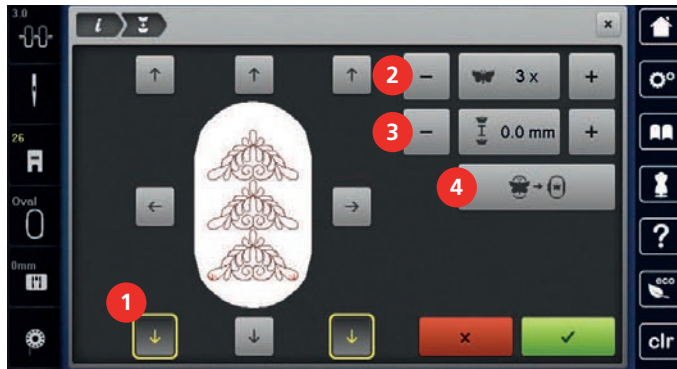 3.0
i
×
2
−
3 x
+
3
−
0.0 mm
+
26
4
Oval
0mm
?
eco
1
×
clr